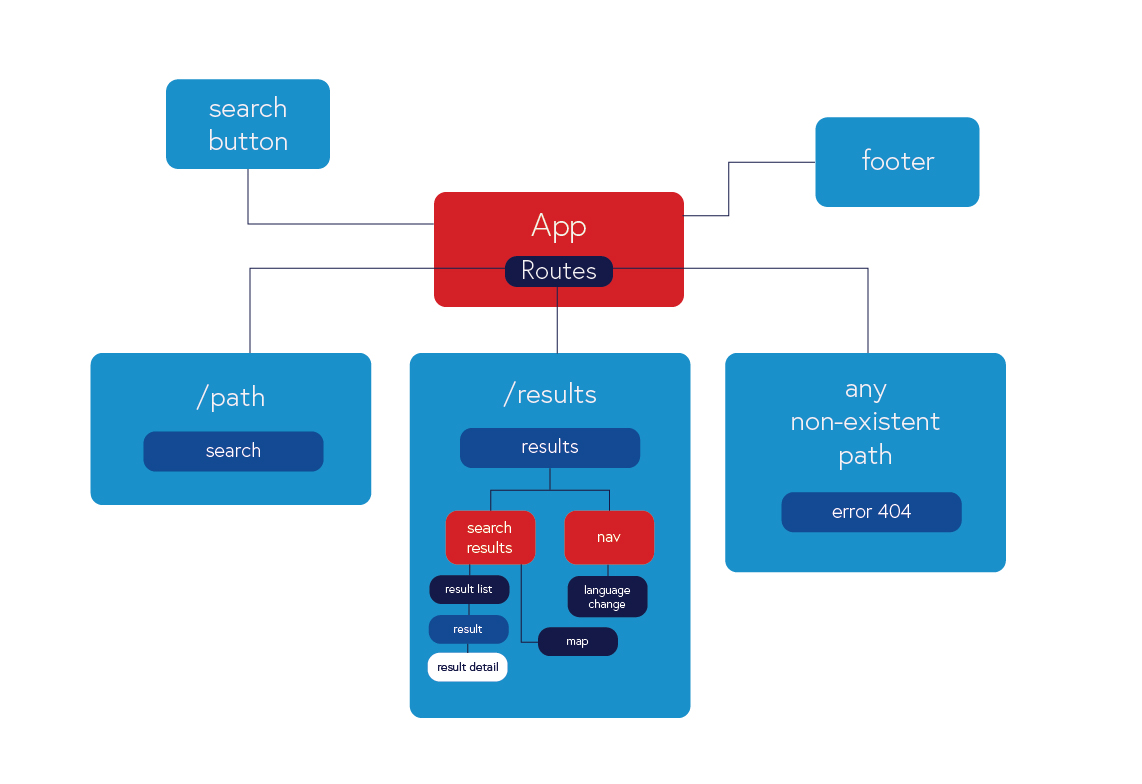 search
button
footer
App
Routes
/path
search
/results
results
search
results
nav
result list
language
change
result
map
result detail
any
non-existent
path
error 404